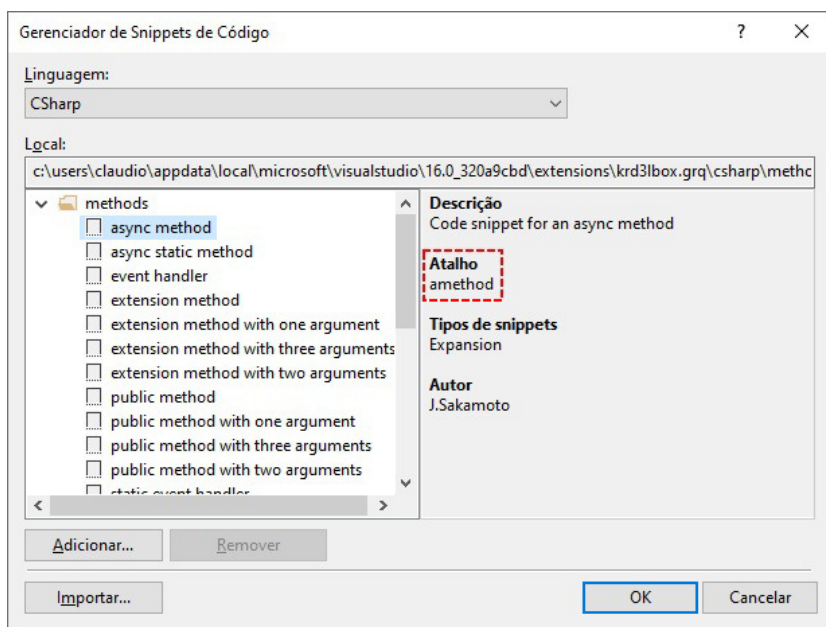 Gerenciador de Snippets de Código
?
Linguagem:
CSharp
Local:
c:\users\claudio\appdata\local\microsoft\visualstudio\16.0_320a9cbd\extensions\krd3lbox.grq\csharp\methc
methods
async method
async static method
event handler
extension method
extension method with one argument
extension method with three arguments
extension method with two arguments
public method
public method with one argument
public method with three arguments
public method with two arguments
static event handler
Descrição
Code snippet for an async method
Atalho
amethod
Tipos de snippets
Expansion
Autor
J.Sakamoto
Adicionar...
Remover
Importar...
OK
Cancelar